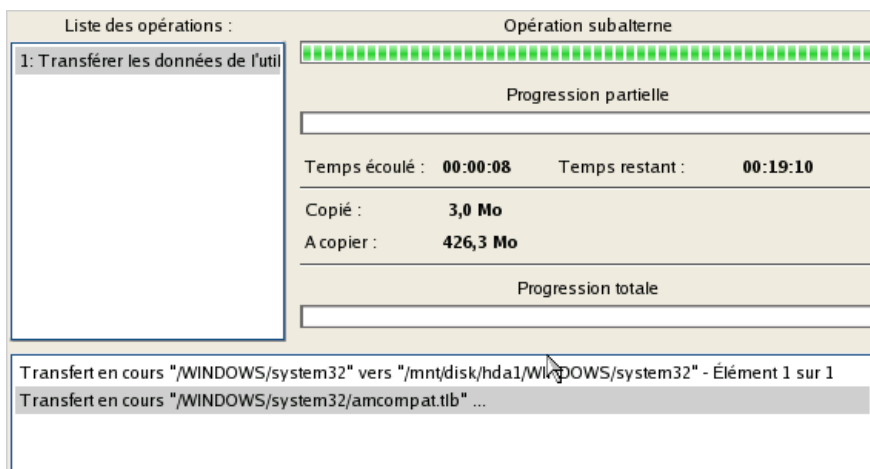 Liste des opérations :
Opération subalterne
1: Transférer les données de l'util
Progression partielle
Temps écoulé : 00:00:08 Temps restant : 00:19:10
Copié : 3,0 Mo
A copier : 426,3 Mo
Progression totale
Transfert en cours "/WINDOWS/system32" vers "/mnt/disk/hda1/WINDOWS/system32" - Élément 1 sur 1
Transfert en cours "/WINDOWS/system32/amcompat.tlb" ...